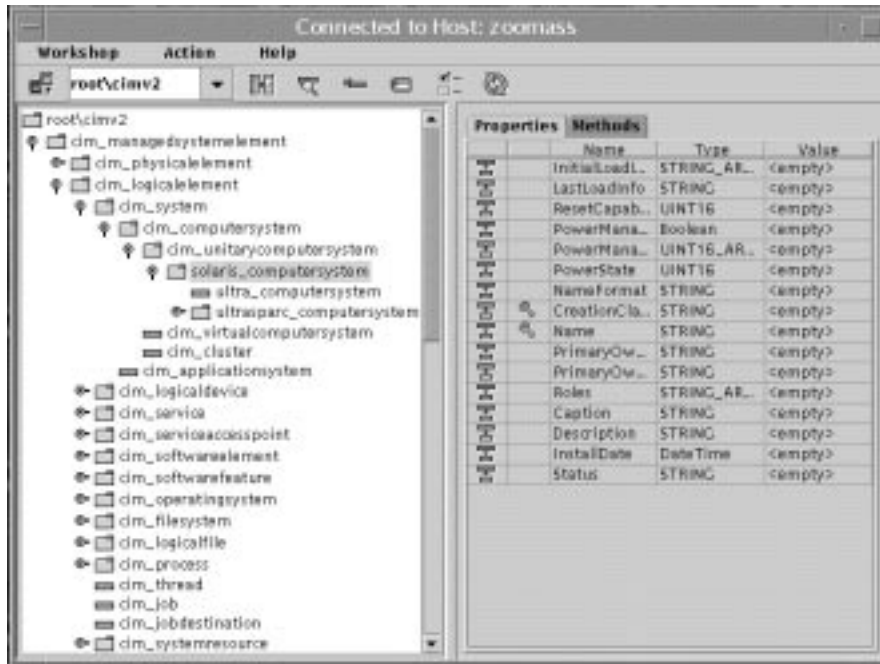 Connected to Host: zoomass
Workshop Action Help
root\cimv2
root\cimv2
cim_managedsystemelement
cim_physicalelement
cim_logicalelement
cim_system
cim_computersystem
cim_unitarycomputersystem
solaris_computersystem
ultra_computersystem
ultrasparc_computersystem
cim_virtualcomputersystem
cim_cluster
cim_applicationsystem
cim_logicaldevice
cim_service
cim_serviceaccesspoint
cim_softwareelement
cim_softwarefeature
cim_operatingsystem
cim_filesystem
cim_logicalfile
cim_process
cim_thread
cim_job
cim_jobdestination
cim_systemresource
Properties Methods
Name Type Value
InitialLoadI... STRING_AR... <empty>
LastLoadInfo STRING <empty>
ResetCapab... UINT16 <empty>
PowerMana... Boolean <empty>
PowerMana... UINT16_AR... <empty>
PowerState UINT16 <empty>
NameFormat STRING <empty>
CreationCla... STRING <empty>
Name STRING <empty>
PrimaryOw... STRING <empty>
PrimaryOw... STRING <empty>
Roles STRING_AR... <empty>
Caption STRING <empty>
Description STRING <empty>
InstallDate DateTime <empty>
Status STRING <empty>